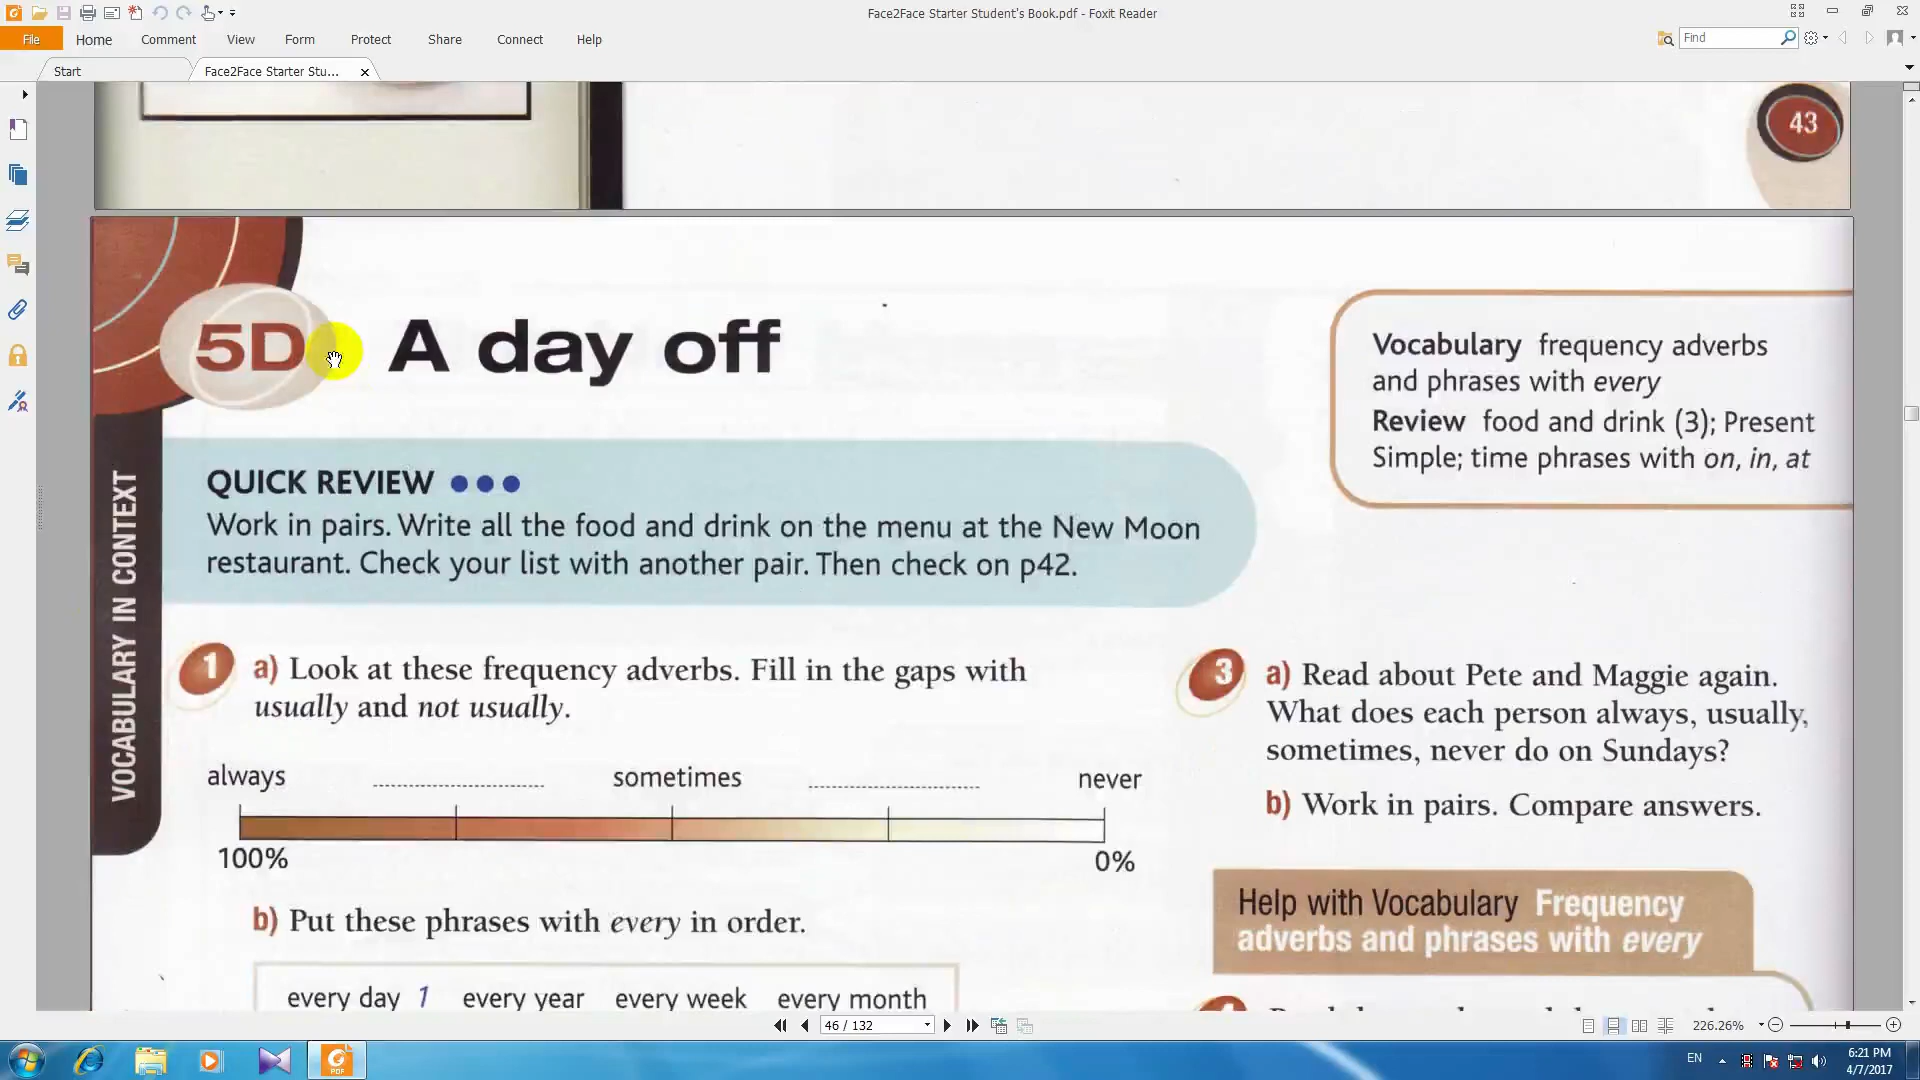 Face2Face Starter Student's Book.pdf - Foxit Reader
File Home Comment View Form Protect Share Connect Help
Find
Start
Face2Face Starter Stu...
43
5D A day off
Vocabulary frequency adverbs
and phrases with every
Review food and drink (3); Present
Simple; time phrases with on, in, at
VOCABULARY IN CONTEXT
QUICK REVIEW
Work in pairs. Write all the food and drink on the menu at the New Moon
restaurant. Check your list with another pair. Then check on p42.
1 a) Look at these frequency adverbs. Fill in the gaps with
usually and not usually.
always sometimes never
100% 0%
b) Put these phrases with every in order.
every day 1 every year every week every month
3 a) Read about Pete and Maggie again.
What does each person always, usually,
sometimes, never do on Sundays?
b) Work in pairs. Compare answers.
Help with Vocabulary Frequency
adverbs and phrases with every
46 / 132
226.26%
PDF
EN
6:21 PM
4/7/2017